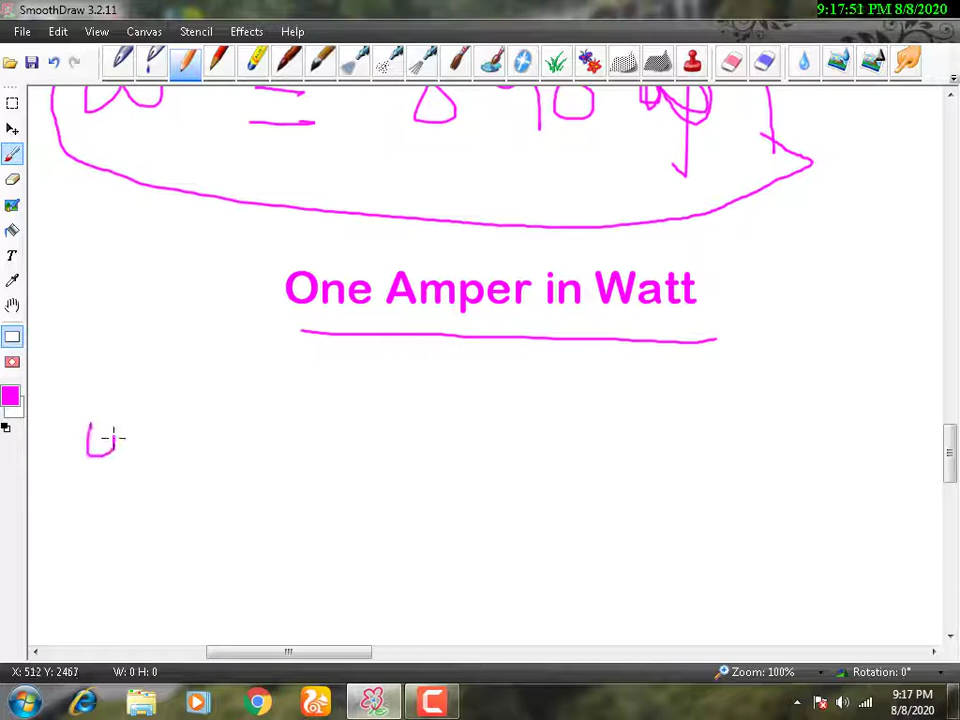 SmoothDraw 3.2.11
9:17:51 PM 8/8/2020
File Edit View Canvas Stencil Effects Help
One Amper in Watt
X: 512 Y: 2467 W: 0 H: 0 Zoom: 100% Rotation: 0°
9:17 PM
8/8/2020